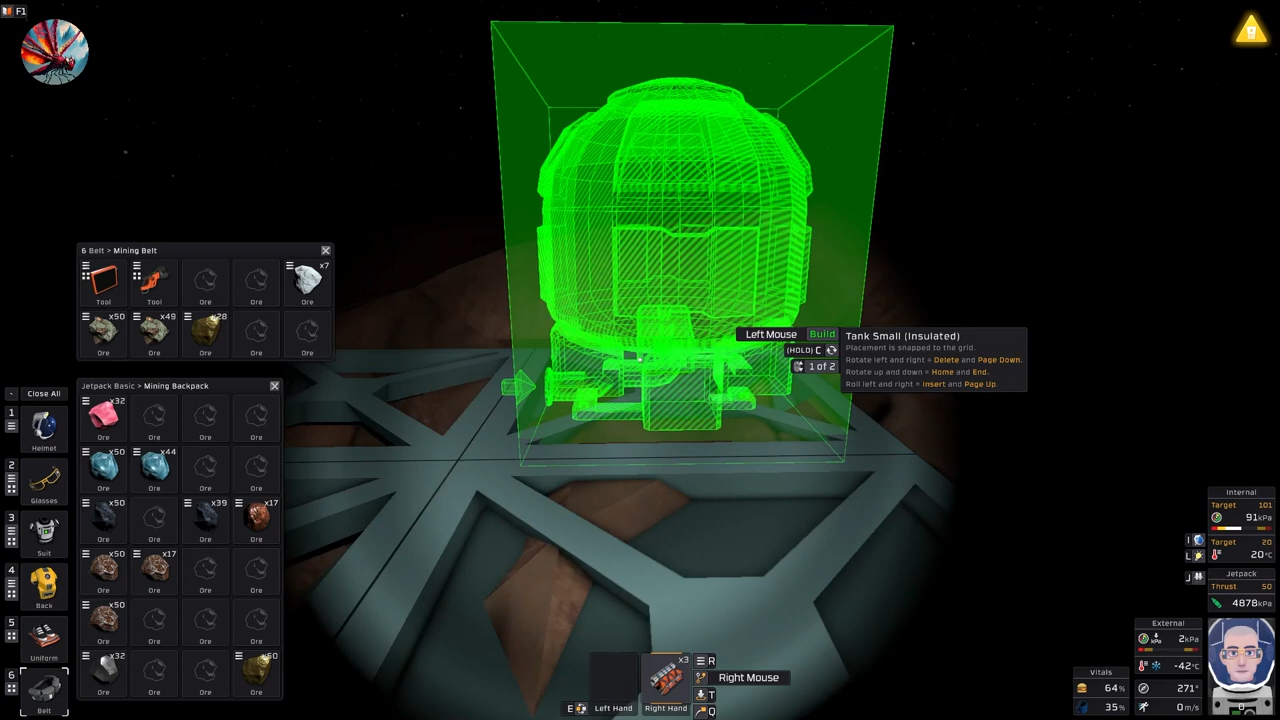 F1
6 Belt > Mining Belt
x7
Tool
Tool
Ore
Ore
Ore
x50
x49
x28
Ore
Ore
Ore
Ore
Ore
Left Mouse
Build
Tank Small (Insulated)
Placement is snapped to the grid.
(HOLD) C
Rotate left and right = Delete and Page Down.
1 of 2
Rotate up and down = Home and End.
Roll left and right = Insert and Page Up.
Jetpack Basic > Mining Backpack
- Close All
x32
Ore
Ore
Ore
Ore
x50
x44
Ore
Ore
Ore
Ore
x50
x39
x17
Ore
Ore
Ore
Ore
x50
x17
Ore
Ore
Ore
Ore
x50
Ore
Ore
Ore
Ore
x32
x50
Ore
Ore
Ore
Ore
1
Helmet
2
Glasses
3
Suit
4
Back
5
Uniform
6
Belt
x3
R
Right Mouse
T
E
Left Hand
Right Hand
Q
Internal
Target 101
91kPa
I
Target 20
L
20°C
J
Jetpack
Thrust 50
4878kPa
External
kPa
2kPa
-42°C
Vitals
64%
271°
35%
0m/s
0